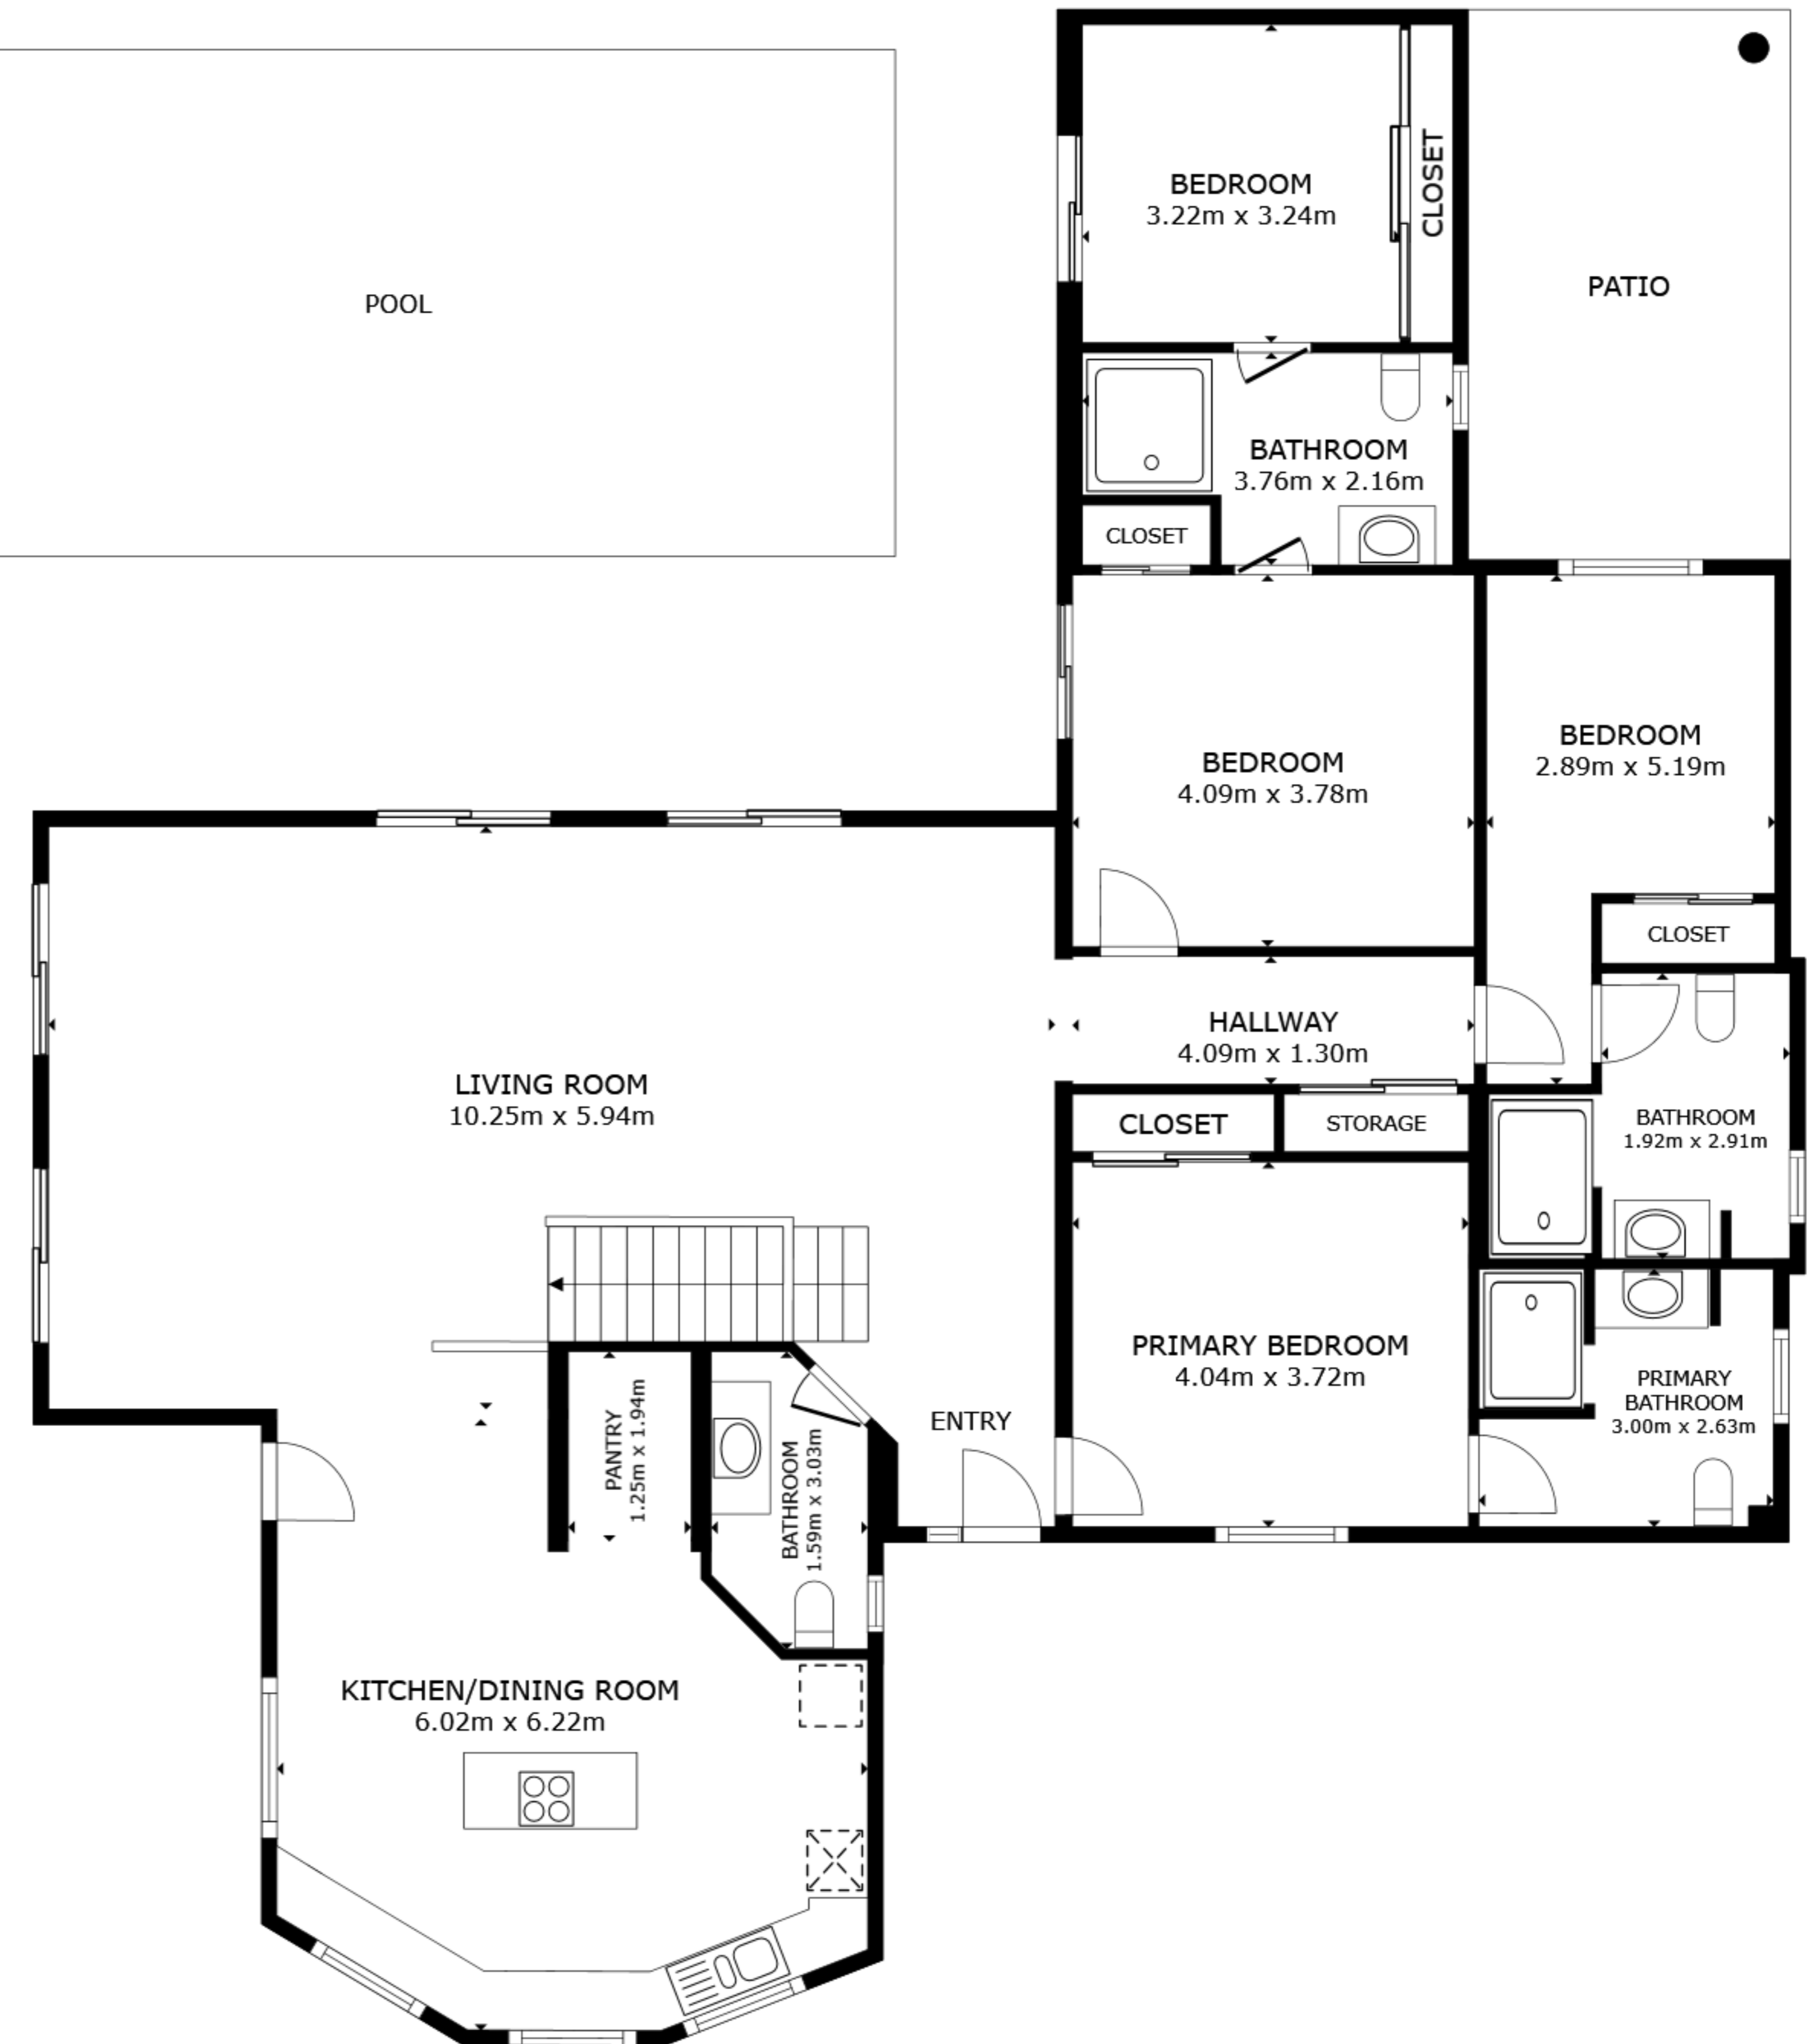 POOL
BEDROOM
3.22m x 3.24m
CLOSET
PATIO
BATHROOM
3.76m x 2.16m
CLOSET
BEDROOM
4.09m x 3.78m
BEDROOM
2.89m x 5.19m
CLOSET
HALLWAY
4.09m x 1.30m
LIVING ROOM
10.25m x 5.94m
CLOSET
STORAGE
BATHROOM
1.92m x 2.91m
PRIMARY BEDROOM
4.04m x 3.72m
PRIMARY
BATHROOM
3.00m x 2.63m
ENTRY
PANTRY
1.25m x 1.94m
BATHROOM
1.59m x 3.03m
KITCHEN/DINING ROOM
6.02m x 6.22m